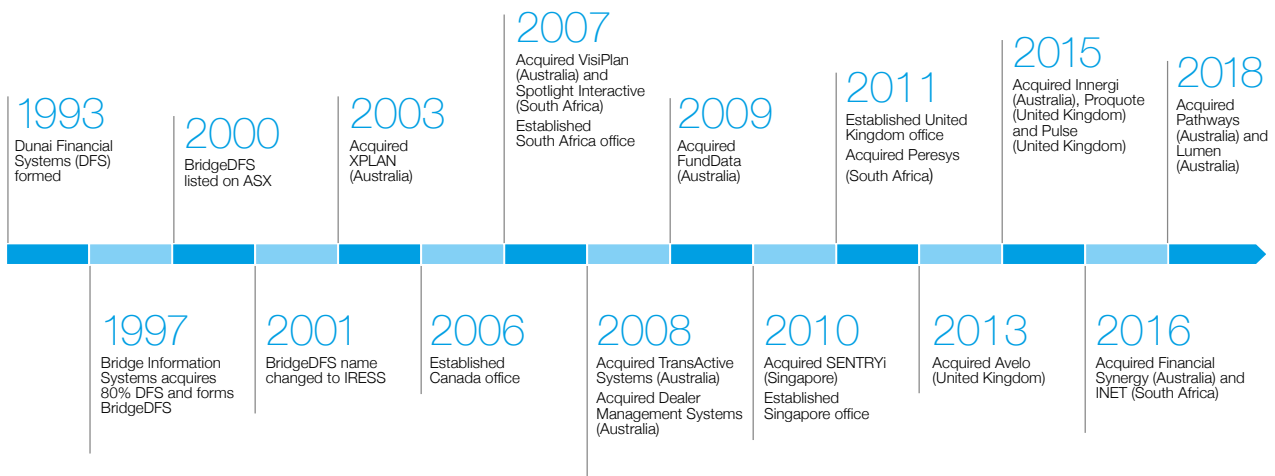 1993
Dunai Financial
Systems (DFS)
formed
1997
Bridge Information
Systems acquires
80% DFS and forms
BridgeDFS
2000
BridgeDFS
listed on ASX
2001
BridgeDFS name
changed to IRESS
2003
Acquired
XPLAN
(Australia)
2006
Established
Canada office
2007
Acquired VisiPlan
(Australia) and
Spotlight Interactive
(South Africa)
Established
South Africa office
2008
Acquired TransActive
Systems (Australia)
Acquired Dealer
Management Systems
(Australia)
2009
Acquired
FundData
(Australia)
2010
Acquired SENTRYi
(Singapore)
Established
Singapore office
2011
Established United
Kingdom office
Acquired Peresys
(South Africa)
2013
Acquired Avelo
(United Kingdom)
2015
Acquired Innergi
(Australia), Proquote
(United Kingdom)
and Pulse
(United Kingdom)
2016
Acquired Financial
Synergy (Australia) and
INET (South Africa)
2018
Acquired
Pathways
(Australia) and
Lumen
(Australia)